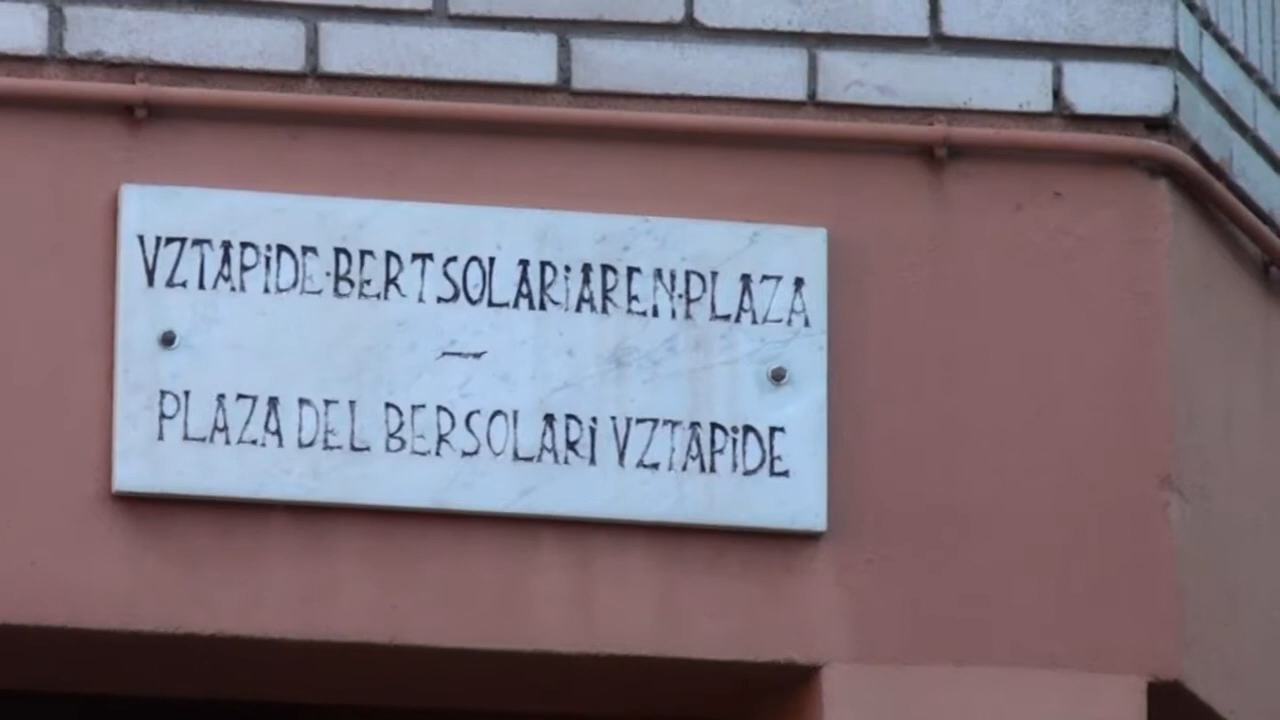 VZTAPiDE·BERTSOLARiAREN·PLAZA
—
PLAZA DEL BERSOLARi VZTAPiDE